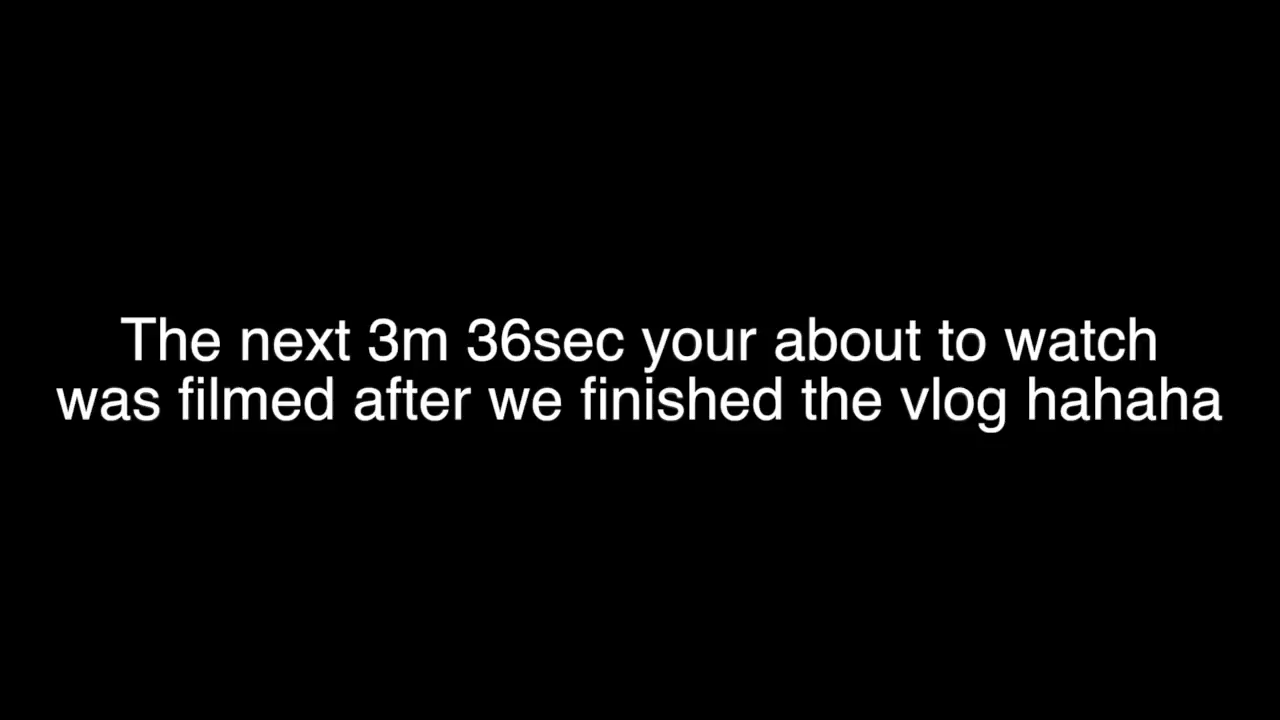 The next 3m 36sec your about to watch
was filmed after we finished the vlog hahaha